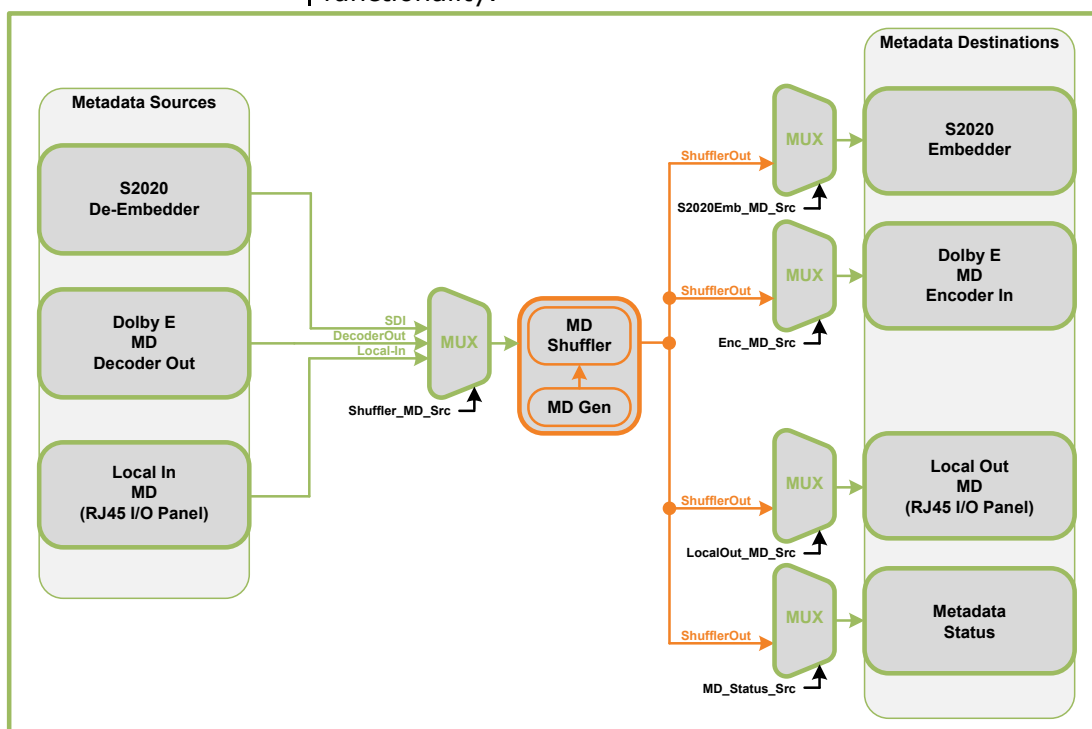 functionality.
Metadata Sources
S2020
De-Embedder
Dolby E
MD
Decoder Out
Local In
MD
(RJ45 I/O Panel)
SDI
DecoderOut
Local-In
MUX
Shuffler_MD_Src
MD
Shuffler
MD Gen
ShufflerOut
MUX
S2020Emb_MD_Src
ShufflerOut
MUX
Enc_MD_Src
ShufflerOut
MUX
LocalOut_MD_Src
ShufflerOut
MUX
MD_Status_Src
Metadata Destinations
S2020
Embedder
Dolby E
MD
Encoder In
Local Out
MD
(RJ45 I/O Panel)
Metadata
Status